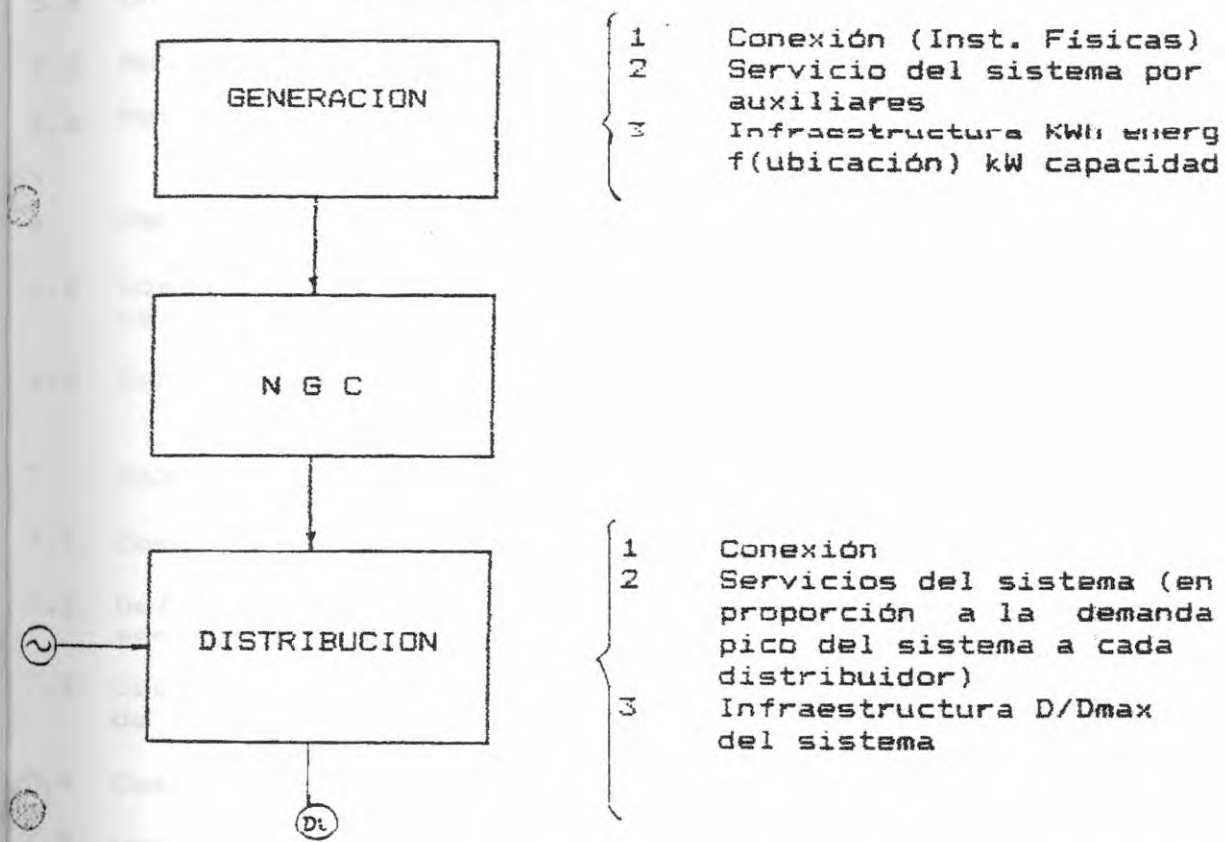 GENERACION
1 Conexión (Inst. Físicas)
2 Servicio del sistema por
auxiliares
3 Infraestructura KWh energ
f(ubicación) kW capacidad
N G C
DISTRIBUCION
1 Conexión
2 Servicios del sistema (en
proporción a la demanda
pico del sistema a cada
distribuidor)
3 Infraestructura D/Dmax
del sistema
Di